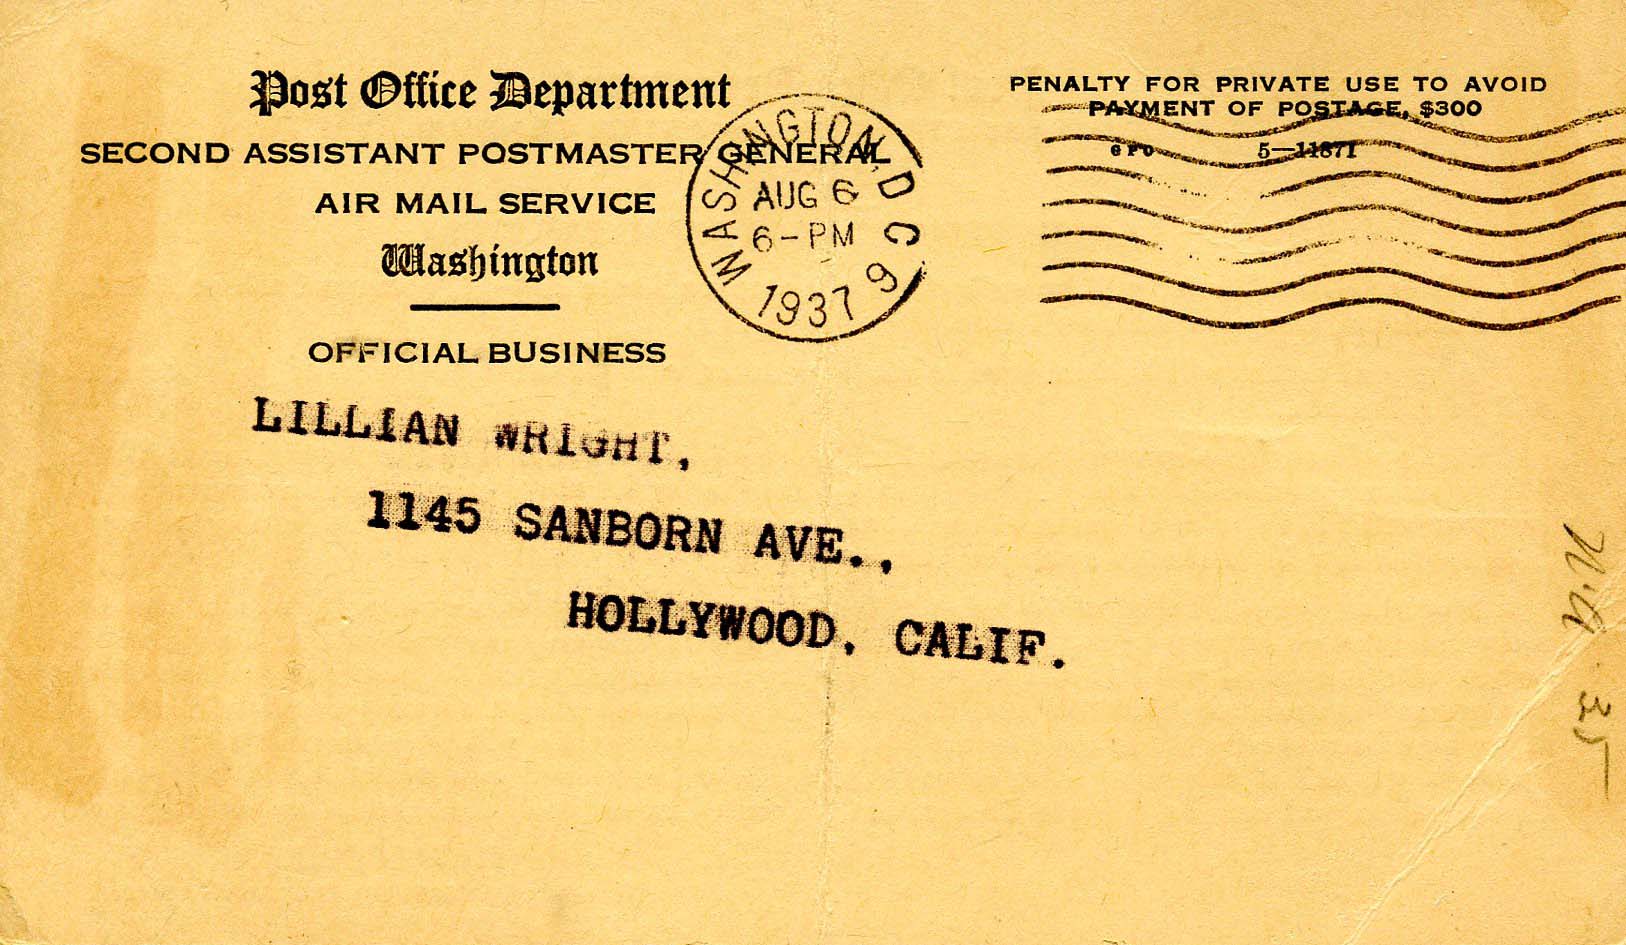 Post Office Department
SECOND ASSISTANT POSTMASTER GENERAL
AIR MAIL SERVICE
Washington
OFFICIAL BUSINESS
WASHINGTON, D C 9
AUG 6
6-PM
1937
PENALTY FOR PRIVATE USE TO AVOID
PAYMENT OF POSTAGE, $300
GPO 5—11871
LILLIAN WRIGHT,
1145 SANBORN AVE.,
HOLLYWOOD, CALIF.
35